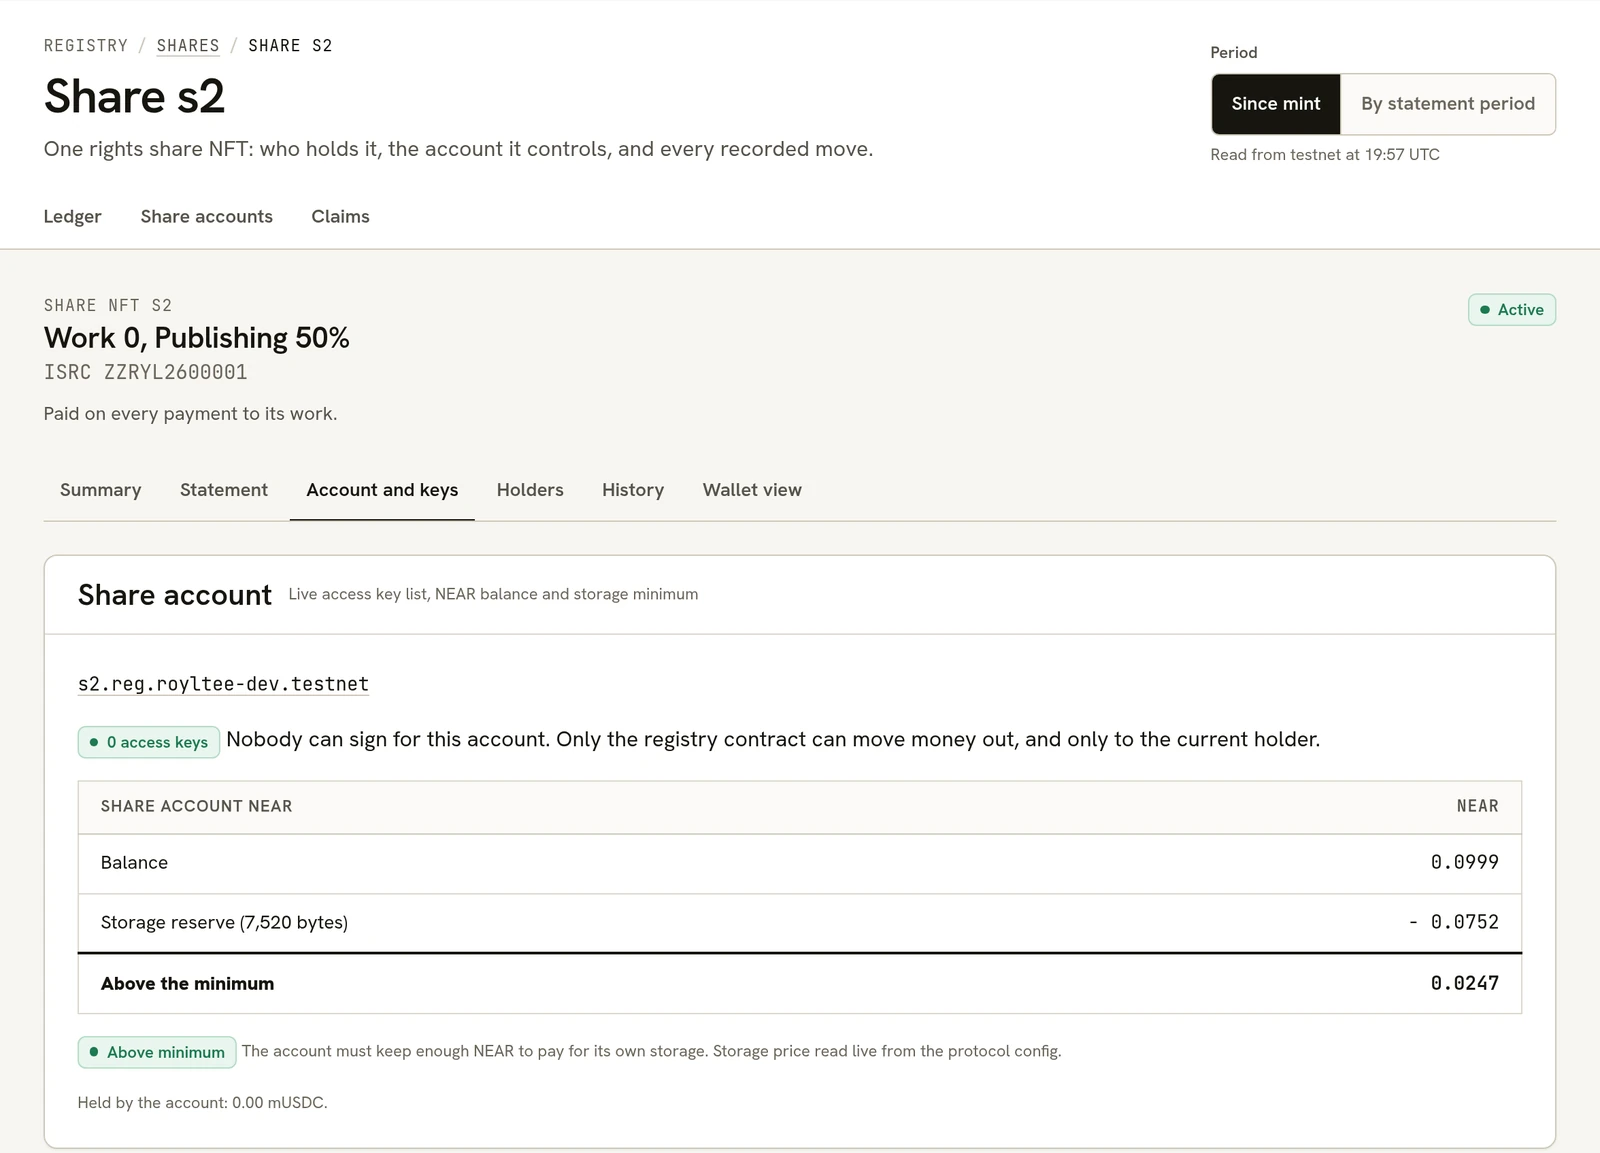 REGISTRY / SHARES / SHARE S2
Share s2
One rights share NFT: who holds it, the account it controls, and every recorded move.
Period
Since mint
By statement period
Read from testnet at 19:57 UTC
Ledger
Share accounts
Claims
SHARE NFT S2
Active
Work 0, Publishing 50%
ISRC ZZRYL2600001
Paid on every payment to its work.
Summary
Statement
Account and keys
Holders
History
Wallet view
Share account
Live access key list, NEAR balance and storage minimum
s2.reg.royltee-dev.testnet
0 access keys
Nobody can sign for this account. Only the registry contract can move money out, and only to the current holder.
SHARE ACCOUNT NEAR
NEAR
Balance
0.0999
Storage reserve (7,520 bytes)
- 0.0752
Above the minimum
0.0247
Above minimum
The account must keep enough NEAR to pay for its own storage. Storage price read live from the protocol config.
Held by the account: 0.00 mUSDC.